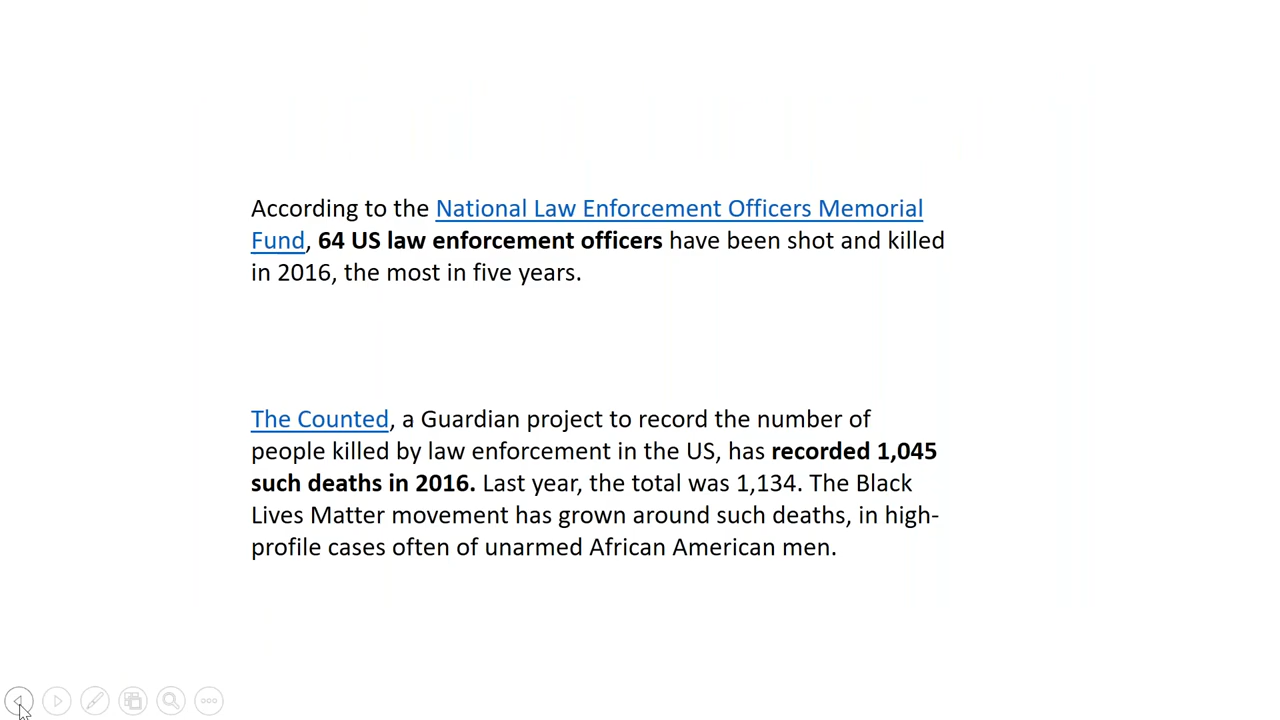 According to the National Law Enforcement Officers Memorial
Fund, 64 US law enforcement officers have been shot and killed
in 2016, the most in five years.
The Counted, a Guardian project to record the number of
people killed by law enforcement in the US, has recorded 1,045
such deaths in 2016. Last year, the total was 1,134. The Black
Lives Matter movement has grown around such deaths, in high-
profile cases often of unarmed African American men.